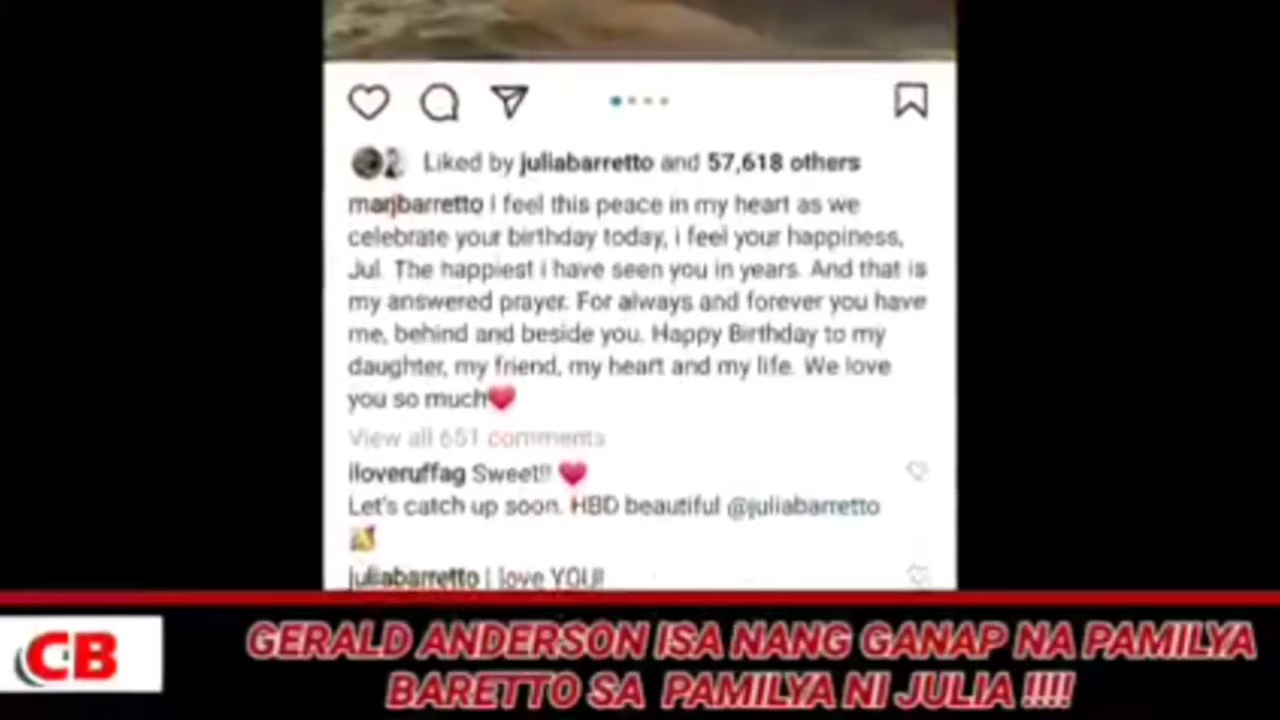 Liked by juliabarretto and 57,618 others
marjbarretto I feel this peace in my heart as we
celebrate your birthday today, i feel your happiness,
Jul. The happiest i have seen you in years. And that is
my answered prayer. For always and forever you have
me, behind and beside you. Happy Birthday to my
daughter, my friend, my heart and my life. We love
you so much❤️
View all 651 comments
iloveruffag Sweet!! ❤️
Let's catch up soon. HBD beautiful @juliabarretto
🥳
juliabarretto I love YOU!!
CB
GERALD ANDERSON ISA NANG GANAP NA PAMILYA
BARETTO SA PAMILYA NI JULIA !!!!